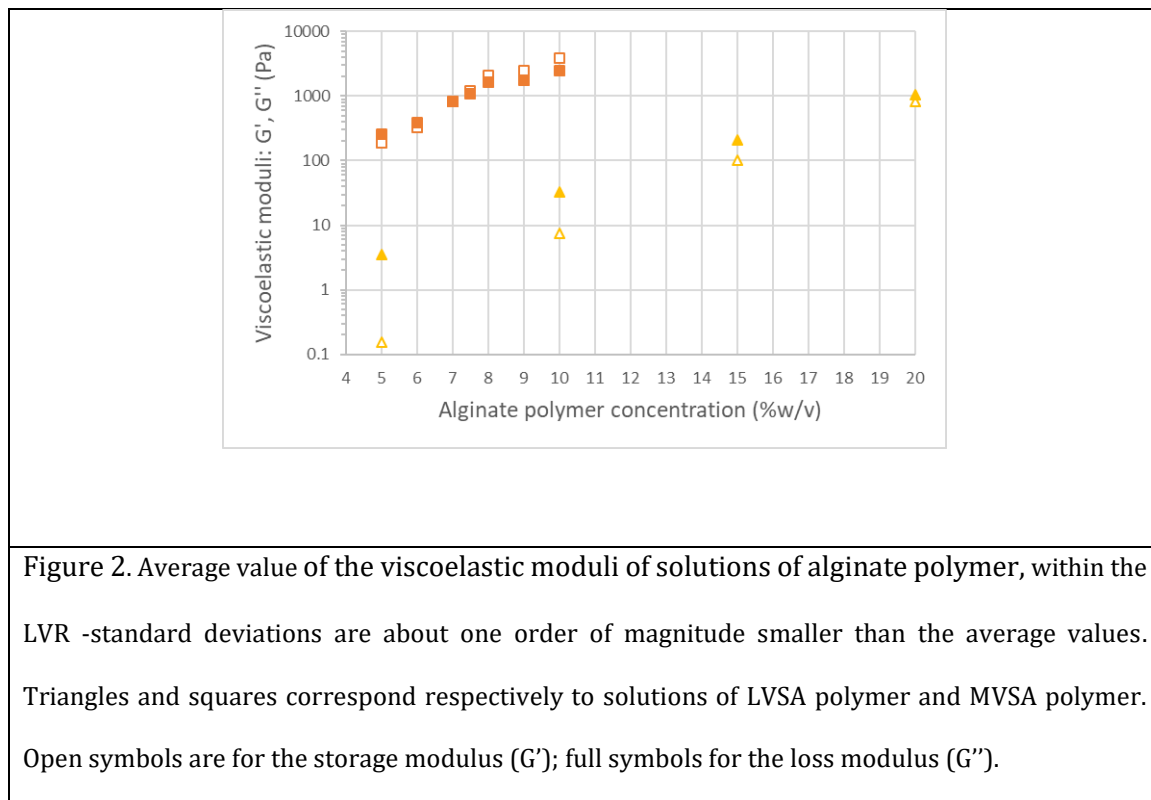 10000
1000
100
10
1
0.1
Viscoelastic moduli: G', G'' (Pa)
4 5 6 7 8 9 10 11 12 13 14 15 16 17 18 19 20
Alginate polymer concentration (%w/v)
Figure 2. Average value of the viscoelastic moduli of solutions of alginate polymer, within the
LVR -standard deviations are about one order of magnitude smaller than the average values.
Triangles and squares correspond respectively to solutions of LVSA polymer and MVSA polymer.
Open symbols are for the storage modulus (G’); full symbols for the loss modulus (G’’).